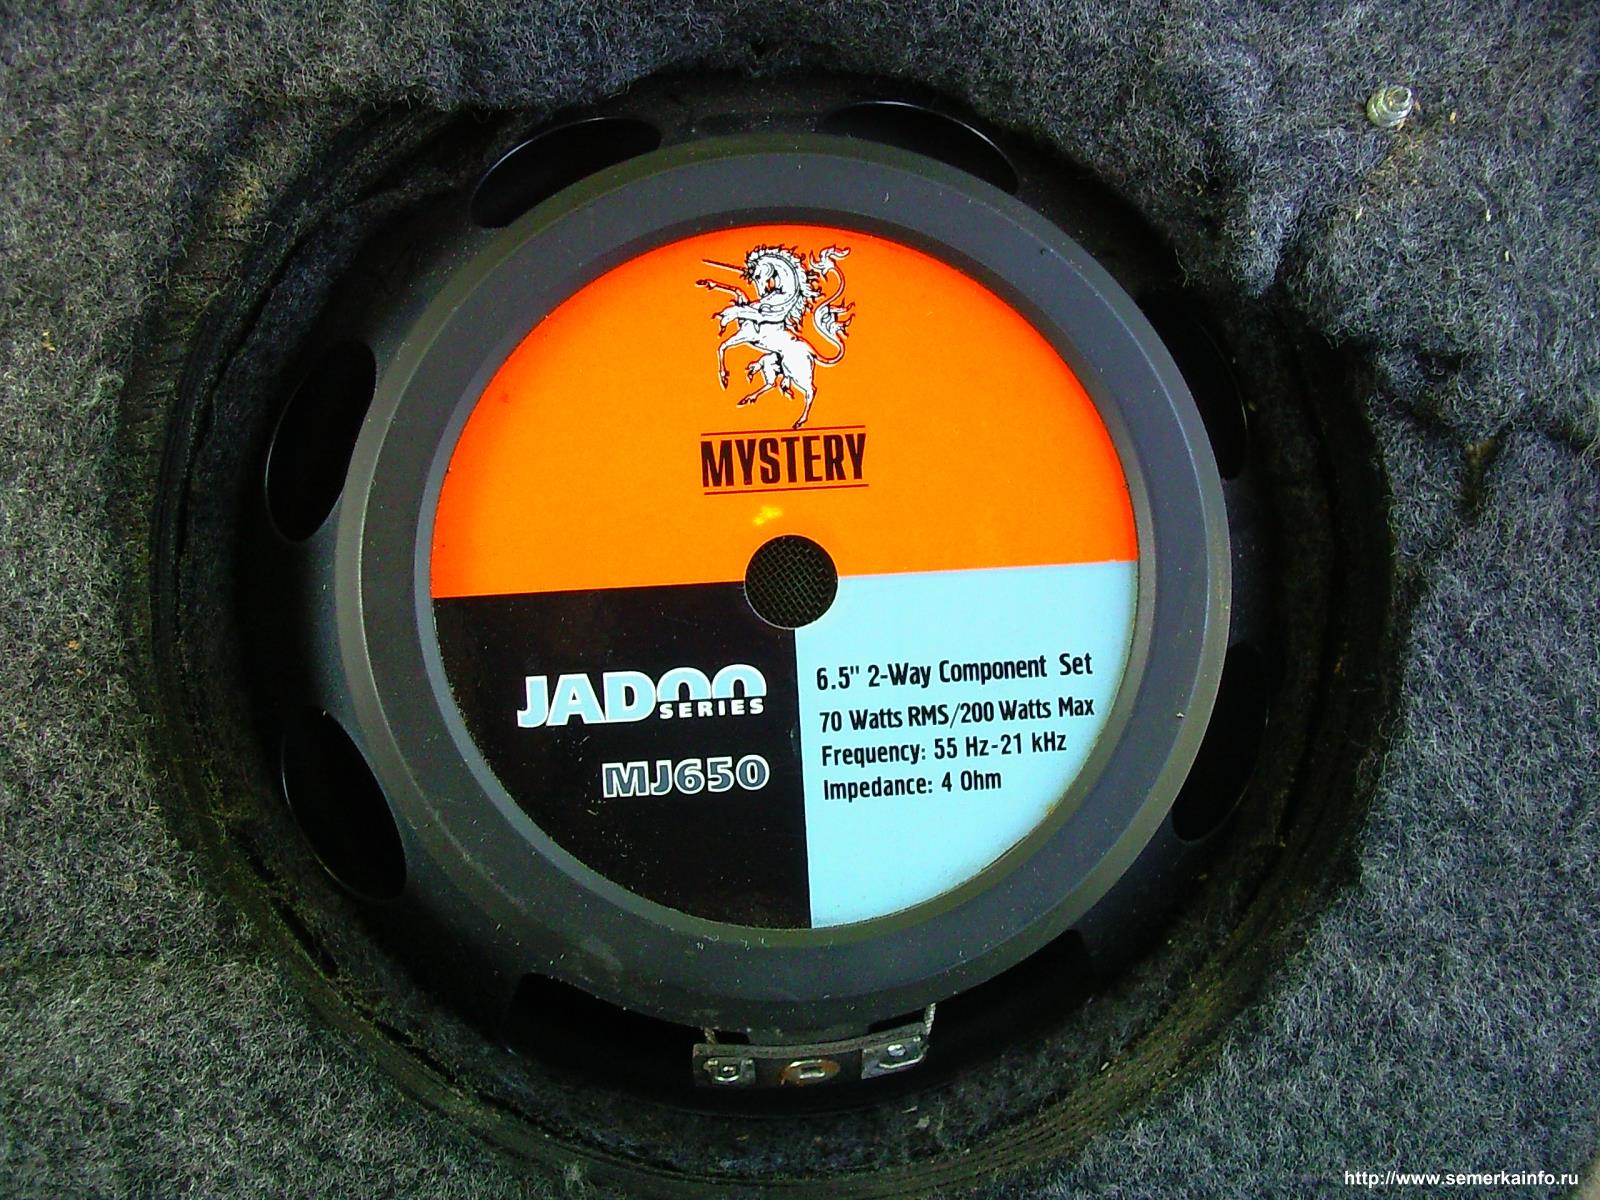 MYSTERY
JADOO
SERIES
MJ650
6.5" 2-Way Component Set
70 Watts RMS/200 Watts Max
Frequency: 55 Hz-21 kHz
Impedance: 4 Ohm
http://www.semerkainfo.ru